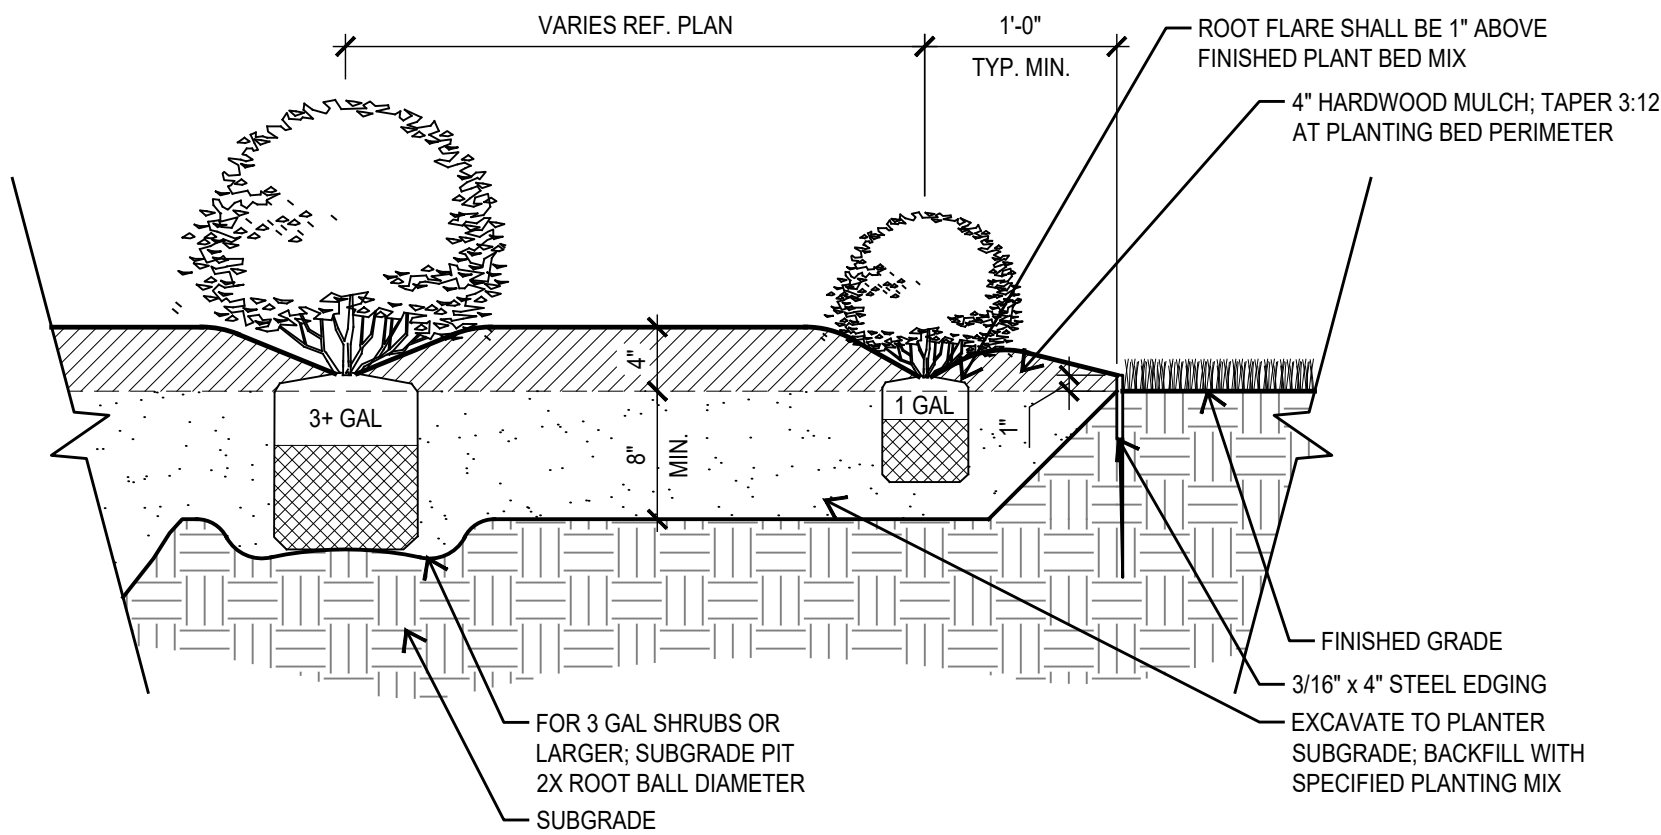 VARIES REF. PLAN
1'-0"
TYP. MIN.
ROOT FLARE SHALL BE 1" ABOVE
FINISHED PLANT BED MIX
4" HARDWOOD MULCH; TAPER 3:12
AT PLANTING BED PERIMETER
4"
3+ GAL
1 GAL
1"
8"
MIN.
FINISHED GRADE
3/16" x 4" STEEL EDGING
EXCAVATE TO PLANTER
SUBGRADE; BACKFILL WITH
SPECIFIED PLANTING MIX
FOR 3 GAL SHRUBS OR
LARGER; SUBGRADE PIT
2X ROOT BALL DIAMETER
SUBGRADE